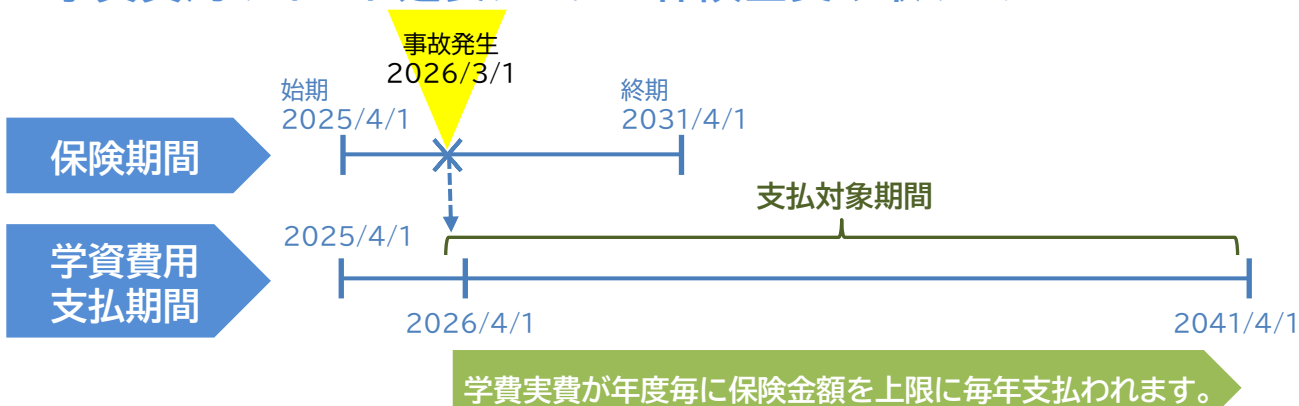 事故発生
2026/3/1
始期
2025/4/1
終期
2031/4/1
保険期間
支払対象期間
2025/4/1
学資費用
支払期間
2026/4/1
2041/4/1
学費実費が年度毎に保険金額を上限に毎年支払われます。